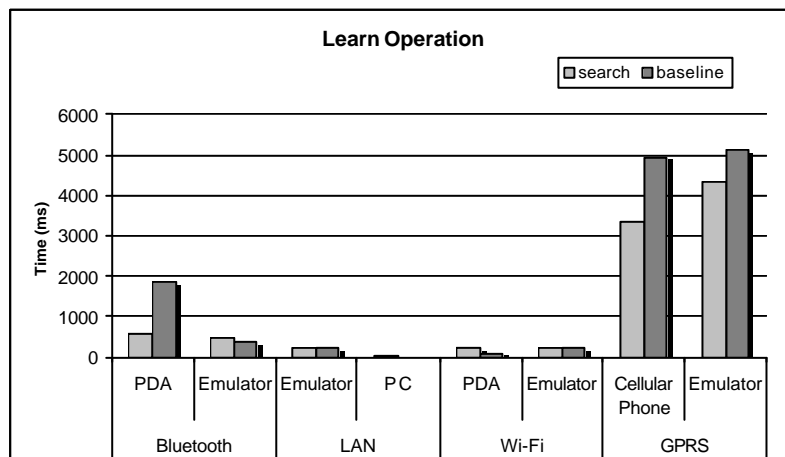 Learn Operation
search baseline
6000
5000
4000
3000
2000
1000
0
Time (ms)
PDA Emulator Emulator PC PDA Emulator Cellular Phone Emulator
Bluetooth LAN Wi-Fi GPRS